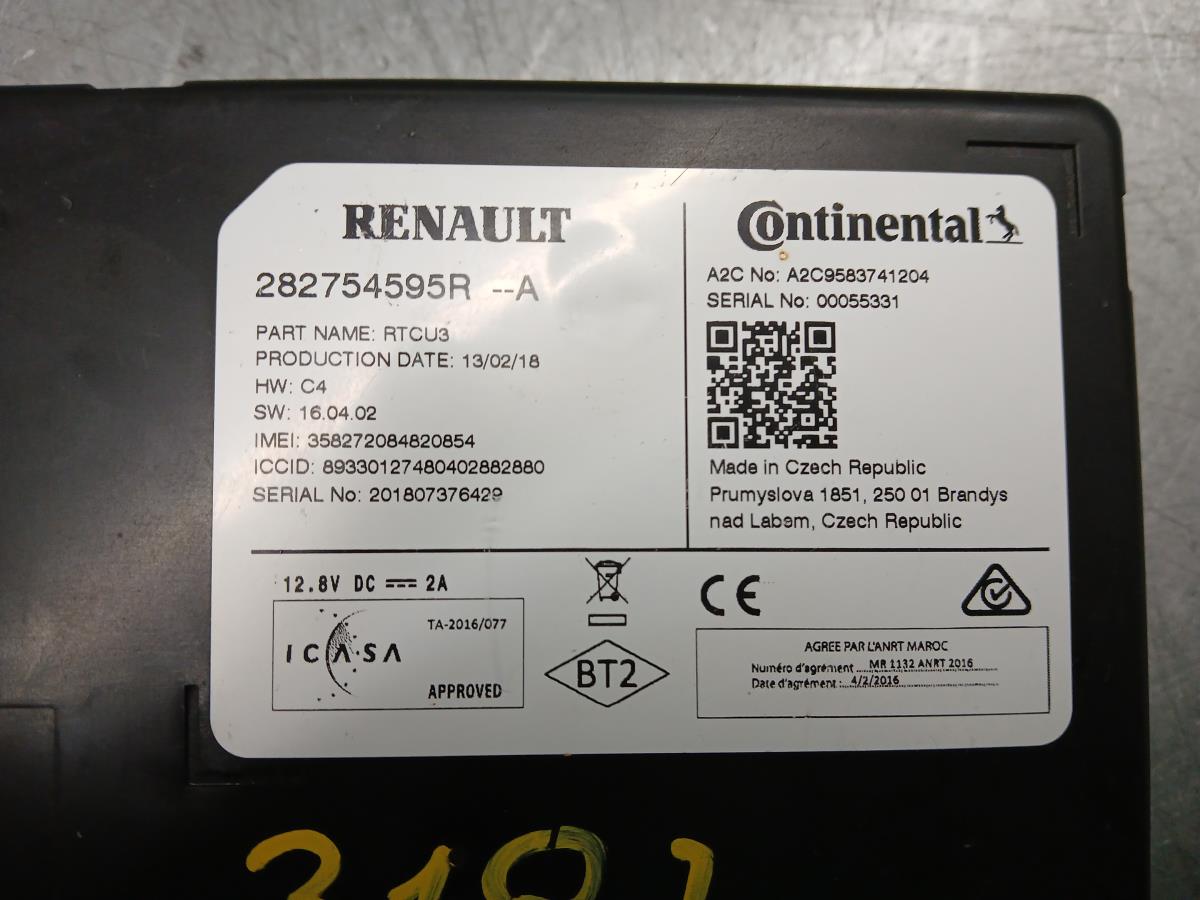 RENAULT
282754595R --A
PART NAME: RTCU3
PRODUCTION DATE: 13/02/18
HW: C4
SW: 16.04.02
IMEI: 358272084820854
ICCID: 89330127480402882880
SERIAL No: 201807376429
Continental
A2C No: A2C9583741204
SERIAL No: 00055331
Made in Czech Republic
Prumyslova 1851, 250 01 Brandys
nad Labem, Czech Republic
12.8V DC 2A
TA-2016/077
ICASA
APPROVED
BT2
CE
AGREE PAR L'ANRT MAROC
Numéro d'agrément MR 1132 ANRT 2016
Date d'agrément: 4/2/2016